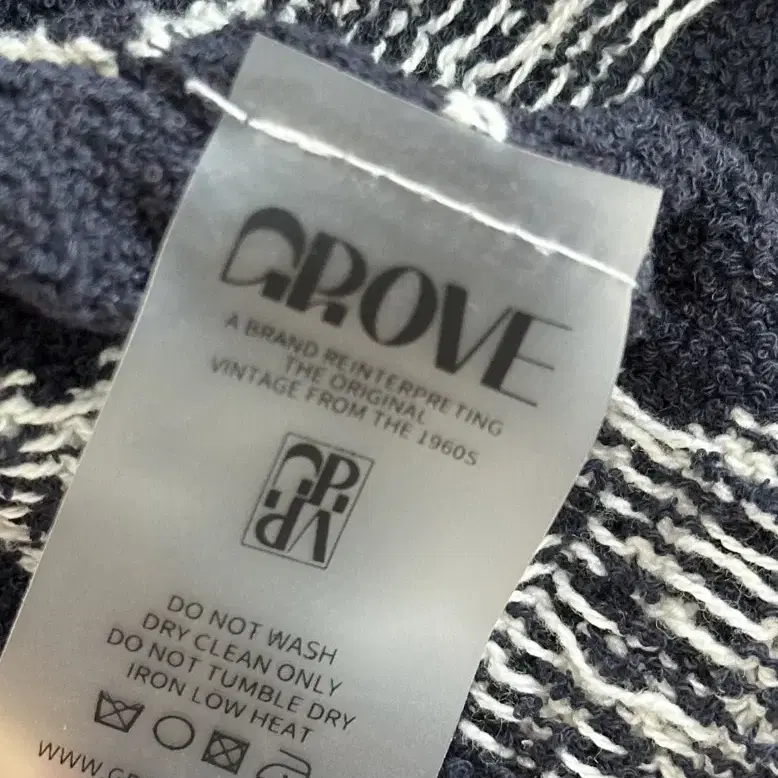 GROVE
A BRAND REINTERPRETING
THE ORIGINAL
VINTAGE FROM THE 1960S
DO NOT WASH
DRY CLEAN ONLY
DO NOT TUMBLE DRY
IRON LOW HEAT